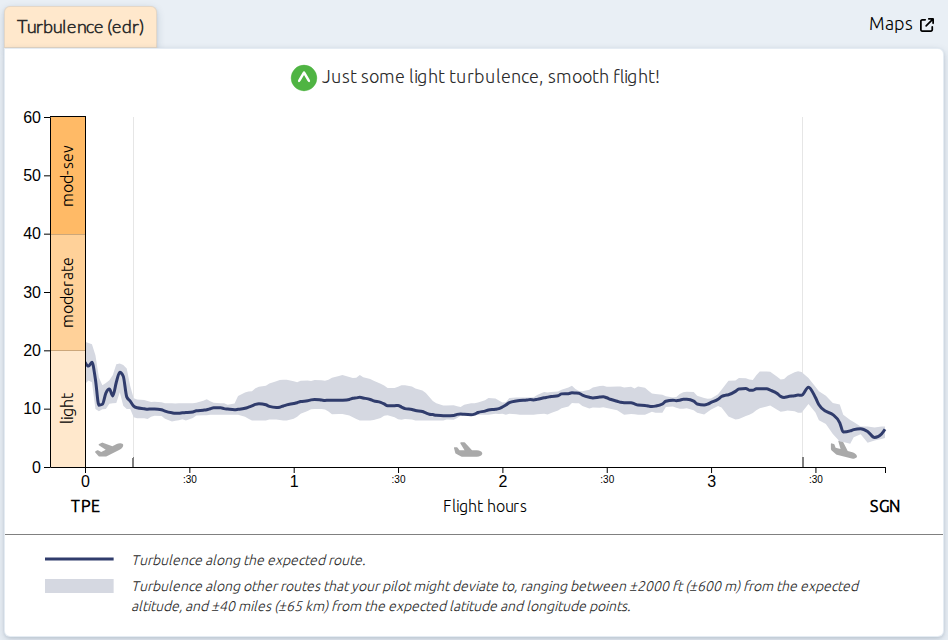 Turbulence (edr)
Maps
Just some light turbulence, smooth flight!
60
50
40
30
20
10
0
mod-sev
moderate
light
0 :30 1 :30 2 :30 3 :30
TPE Flight hours SGN
Turbulence along the expected route.
Turbulence along other routes that your pilot might deviate to, ranging between ±2000 ft (±600 m) from the expected
altitude, and ±40 miles (±65 km) from the expected latitude and longitude points.